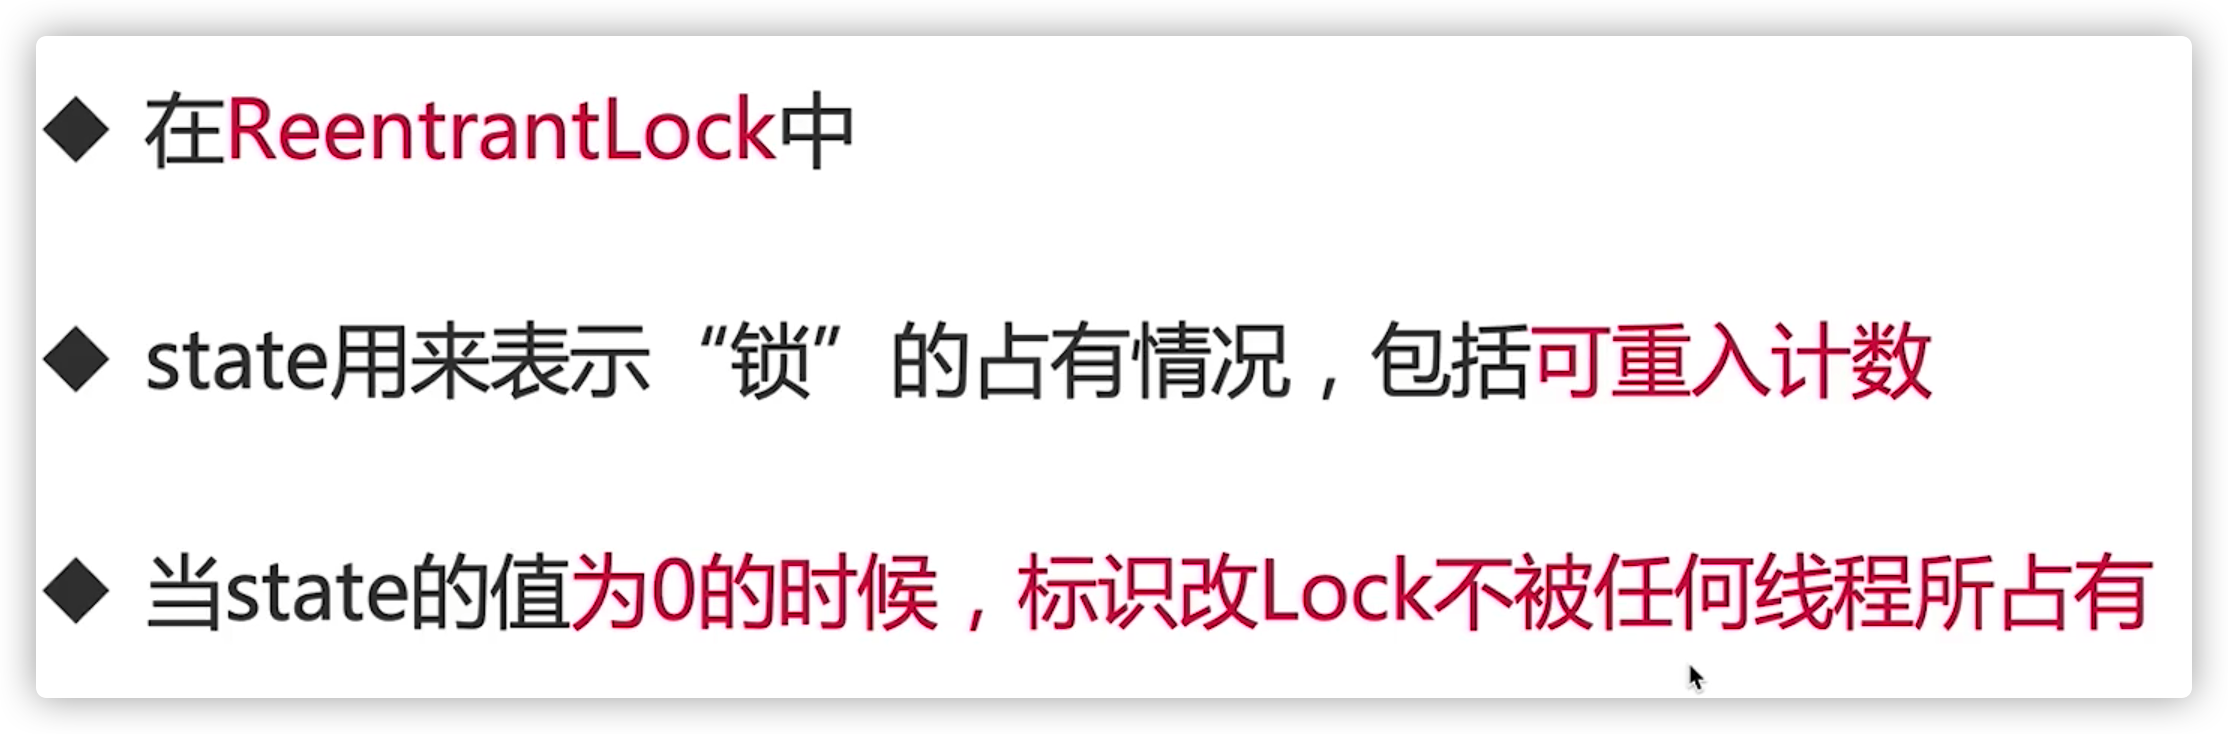 ◆ 在ReentrantLock中
◆ state用来表示“锁”的占有情况，包括可重入计数
◆ 当state的值为0的时候，标识改Lock不被任何线程所占有